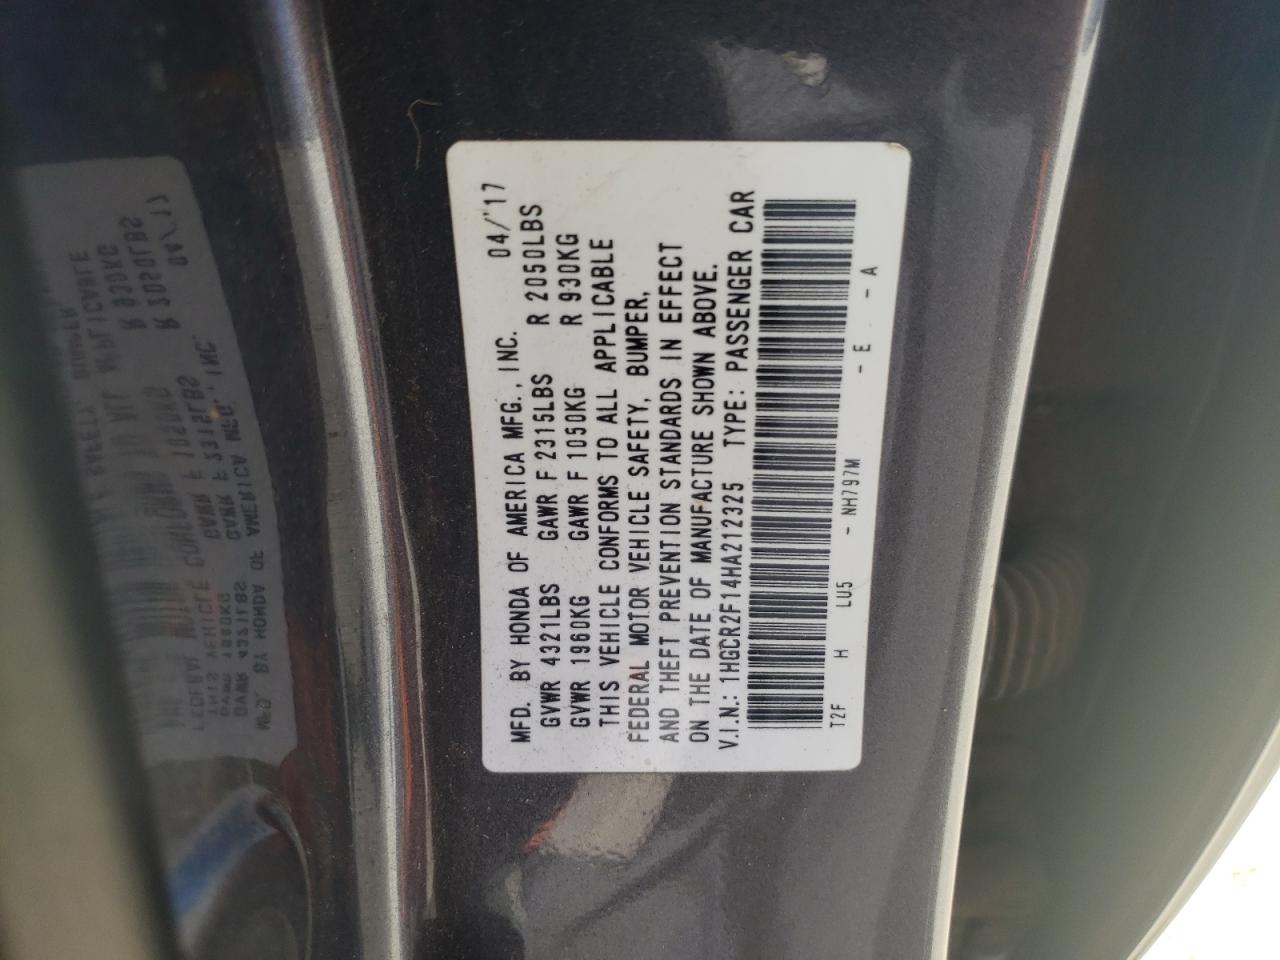 MFD. BY HONDA OF AMERICA MFG., INC. 04/'17
GVWR 4321LBS GAWR F 2315LBS R 2050LBS
GVWR 1960KG GAWR F 1050KG R 930KG
THIS VEHICLE CONFORMS TO ALL APPLICABLE
FEDERAL MOTOR VEHICLE SAFETY, BUMPER,
AND THEFT PREVENTION STANDARDS IN EFFECT
ON THE DATE OF MANUFACTURE SHOWN ABOVE.
V.I.N.: 1HGCR2F14HA212325 TYPE: PASSENGER CAR
T2F H LU5 - NH797M - E - A